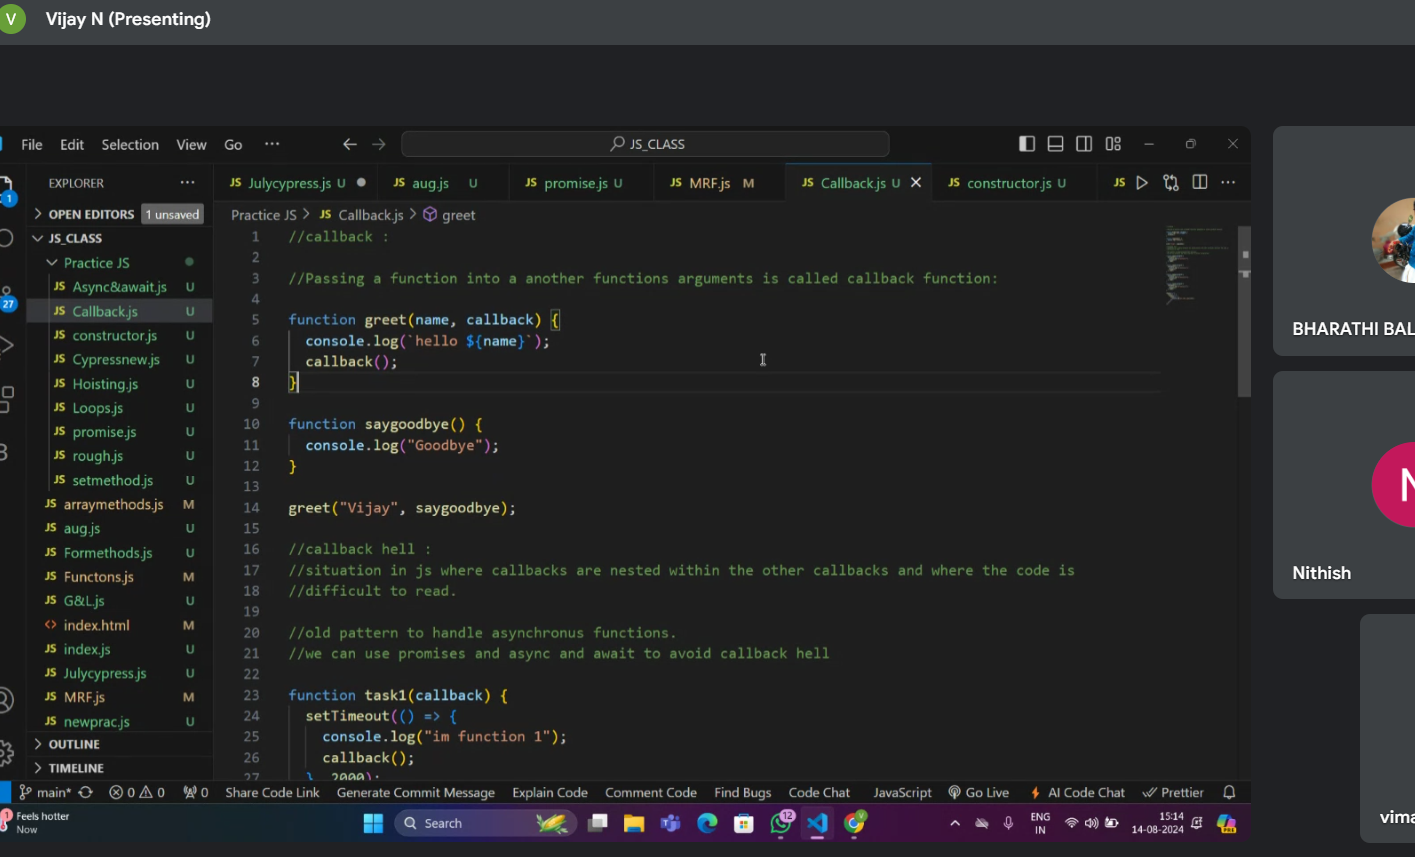 V Vijay N (Presenting)
File Edit Selection View Go ··· JS_CLASS
EXPLORER ···
JS Julycypress.js U JS aug.js U JS promise.js U JS MRF.js M JS Callback.js U JS constructor.js U JS
OPEN EDITORS 1 unsaved
Practice JS > JS Callback.js > greet
JS_CLASS
Practice JS
JS Async&await.js U
JS Callback.js U
JS constructor.js U
JS Cypressnew.js U
JS Hoisting.js U
JS Loops.js U
JS promise.js U
JS rough.js U
JS setmethod.js U
JS arraymethods.js M
JS aug.js U
JS Formethods.js U
JS Functons.js M
JS G&L.js U
<> index.html M
JS index.js U
JS Julycypress.js U
JS MRF.js M
JS newprac.js U
OUTLINE
TIMELINE
1
27
1 //callback :
2
3 //Passing a function into a another functions arguments is called callback function:
4
5 function greet(name, callback) {
6 console.log(`hello ${name}`);
7 callback();
8 }
9
10 function saygoodbye() {
11 console.log("Goodbye");
12 }
13
14 greet("Vijay", saygoodbye);
15
16 //callback hell :
17 //situation in js where callbacks are nested within the other callbacks and where the code is
18 //difficult to read.
19
20 //old pattern to handle asynchronus functions.
21 //we can use promises and async and await to avoid callback hell
22
23 function task1(callback) {
24 setTimeout(() => {
25 console.log("im function 1");
26 callback();
27 }, 2000);
main* 0 0 0 Share Code Link Generate Commit Message Explain Code Comment Code Find Bugs Code Chat JavaScript Go Live AI Code Chat Prettier
1 Feels hotter
Now
Search
12
ENG
IN
15:14
14-08-2024
BHARATHI BAL
N
Nithish
vima